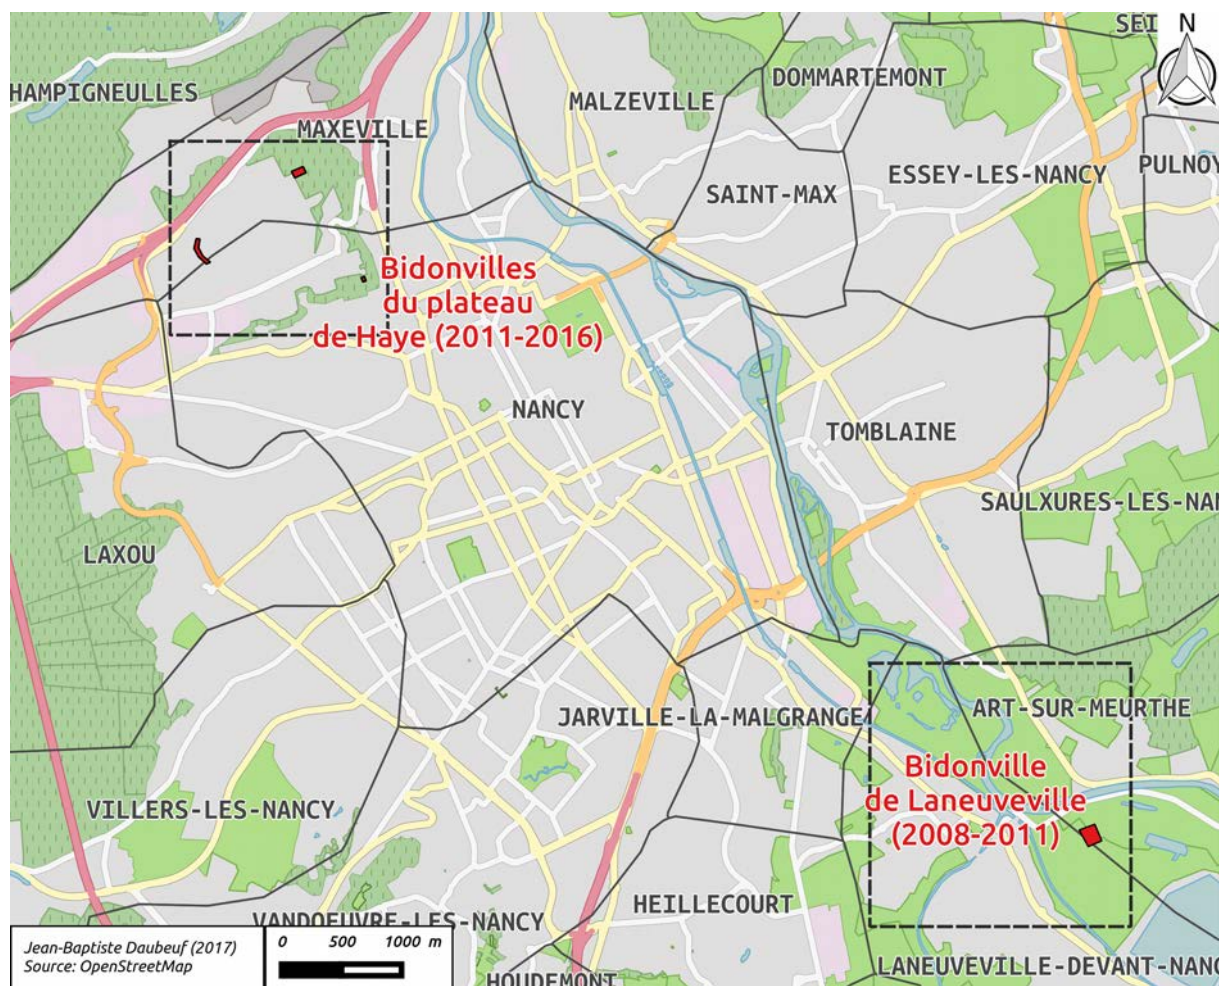 SEI
N
HAMPIGNEULLES
DOMMARTEMONT
MALZEVILLE
MAXEVILLE
PULNOY
ESSEY-LES-NANCY
SAINT-MAX
Bidonvilles
du plateau
de Haye (2011-2016)
NANCY
TOMBLAINE
SAULXURES-LES-NAN
LAXOU
JARVILLE-LA-MALGRANGE
ART-SUR-MEURTHE
Bidonville
de Laneuveville
(2008-2011)
VILLERS-LES-NANCY
HEILLECOURT
VANDOEUVRE-LES-NANCY
LANEUVEVILLE-DEVANT-NANC
HOUDEMONT
Jean-Baptiste Daubeuf (2017)
Source: OpenStreetMap
0 500 1000 m